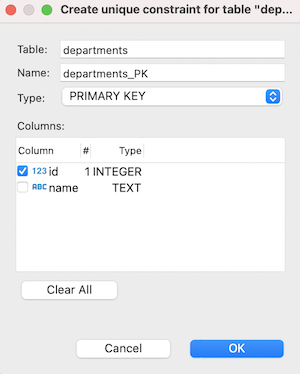 Create unique constraint for table "dep...
Table: departments
Name: departments_PK
Type: PRIMARY KEY
Columns:
Column # Type
123 id 1 INTEGER
ABC name TEXT
Clear All
Cancel OK